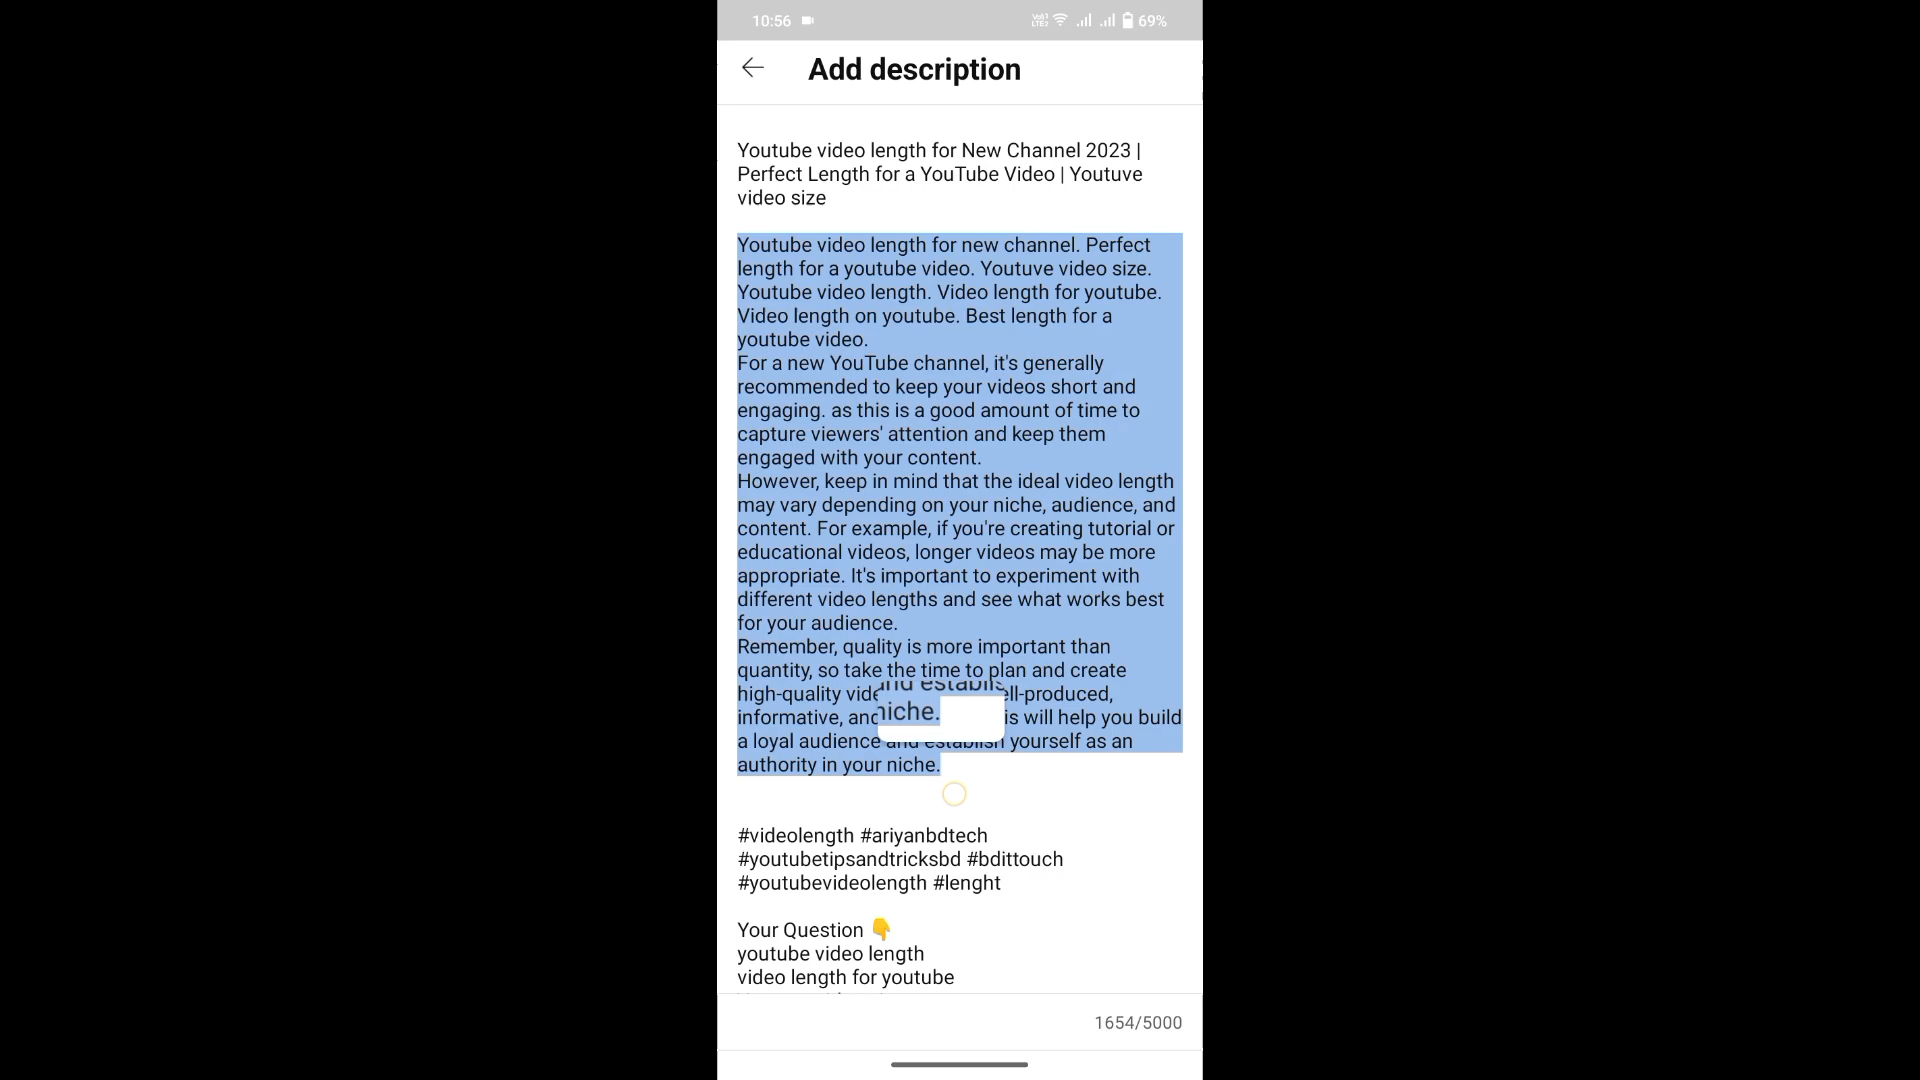 10:56
VoA1 LTE2 69%
Add description
Youtube video length for New Channel 2023 |
Perfect Length for a YouTube Video | Youtuve
video size
Youtube video length for new channel. Perfect
length for a youtube video. Youtuve video size.
Youtube video length. Video length for youtube.
Video length on youtube. Best length for a
youtube video.
For a new YouTube channel, it's generally
recommended to keep your videos short and
engaging. as this is a good amount of time to
capture viewers' attention and keep them
engaged with your content.
However, keep in mind that the ideal video length
may vary depending on your niche, audience, and
content. For example, if you're creating tutorial or
educational videos, longer videos may be more
appropriate. It's important to experiment with
different video lengths and see what works best
for your audience.
Remember, quality is more important than
quantity, so take the time to plan and create
high-quality ell-produced,
informative, is will help you build
a loyal audience and establish yourself as an
authority in your niche.
niche.
#videolength #ariyanbdtech
#youtubetipsandtricksbd #bdittouch
#youtubevideolength #lenght
Your Question 👇
youtube video length
video length for youtube
1654/5000